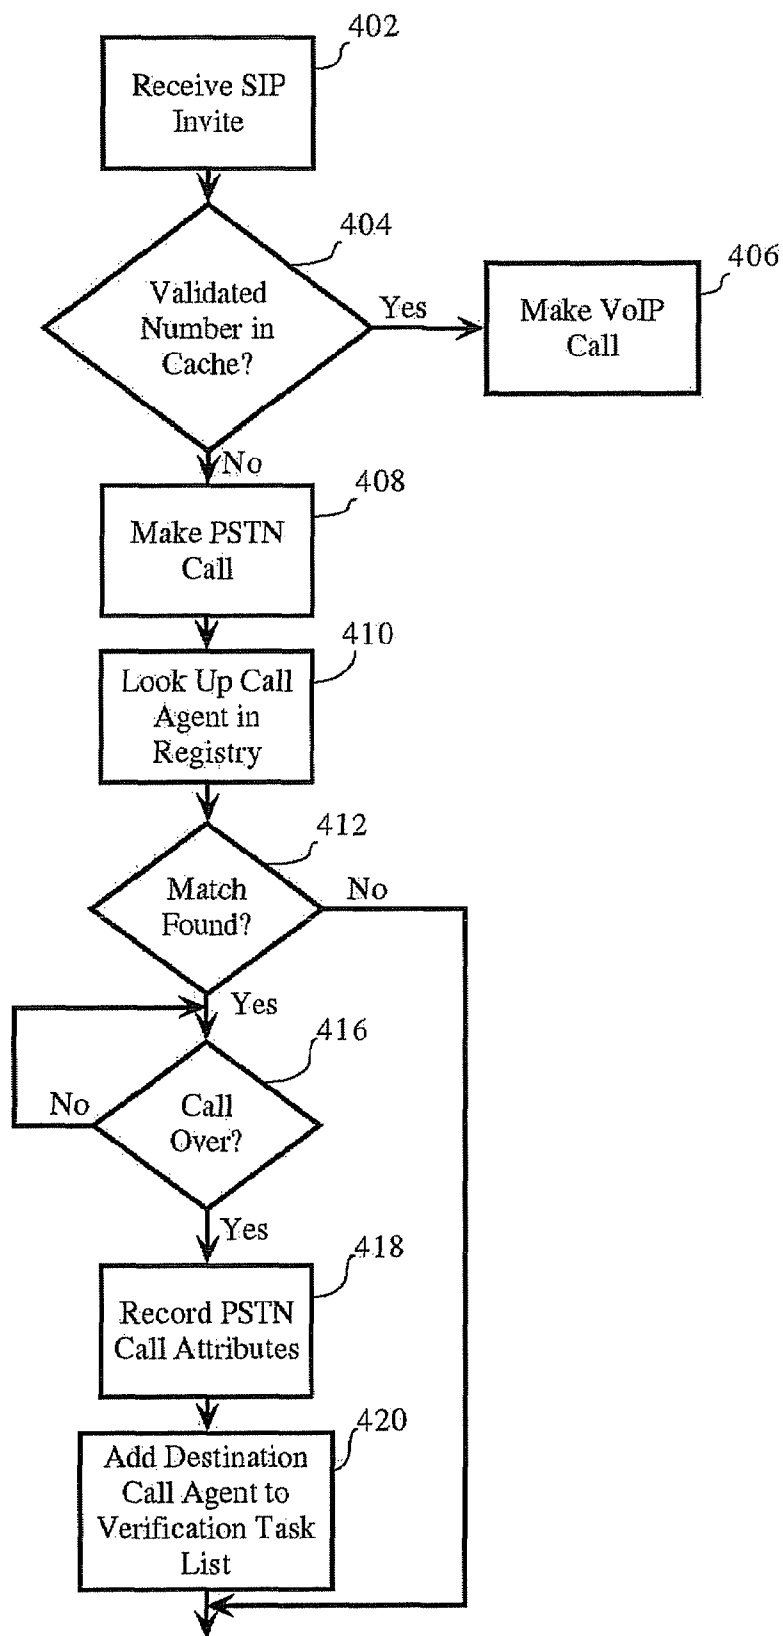 402
Receive SIP
Invite
404
Validated
Number in
Cache?
Yes
406
Make VoIP
Call
No
408
Make PSTN
Call
410
Look Up Call
Agent in
Registry
412
Match
Found?
No
Yes
416
Call
Over?
No
Yes
418
Record PSTN
Call Attributes
420
Add Destination
Call Agent to
Verification Task
List